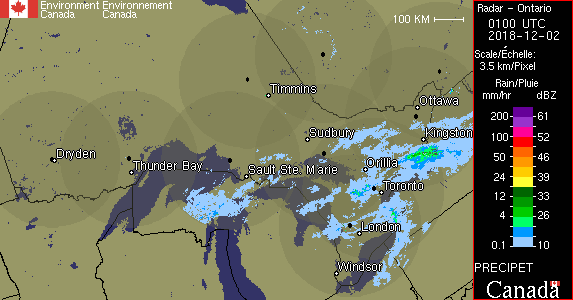 Environment Environnement
Canada Canada
100 KM
Timmins
Ottawa
Sudbury
Kingston
Dryden
Thunder Bay
Sault Ste. Marie
Orillia
Toronto
London
Windsor
Radar - Ontario
0100 UTC
2018-12-02
Scale/Échelle:
3.5 km/Pixel
Rain/Pluie
mm/hr dBZ
200 61
100 52
50 46
24 39
12 33
4 26
0.1 10
PRECIPET
Canada